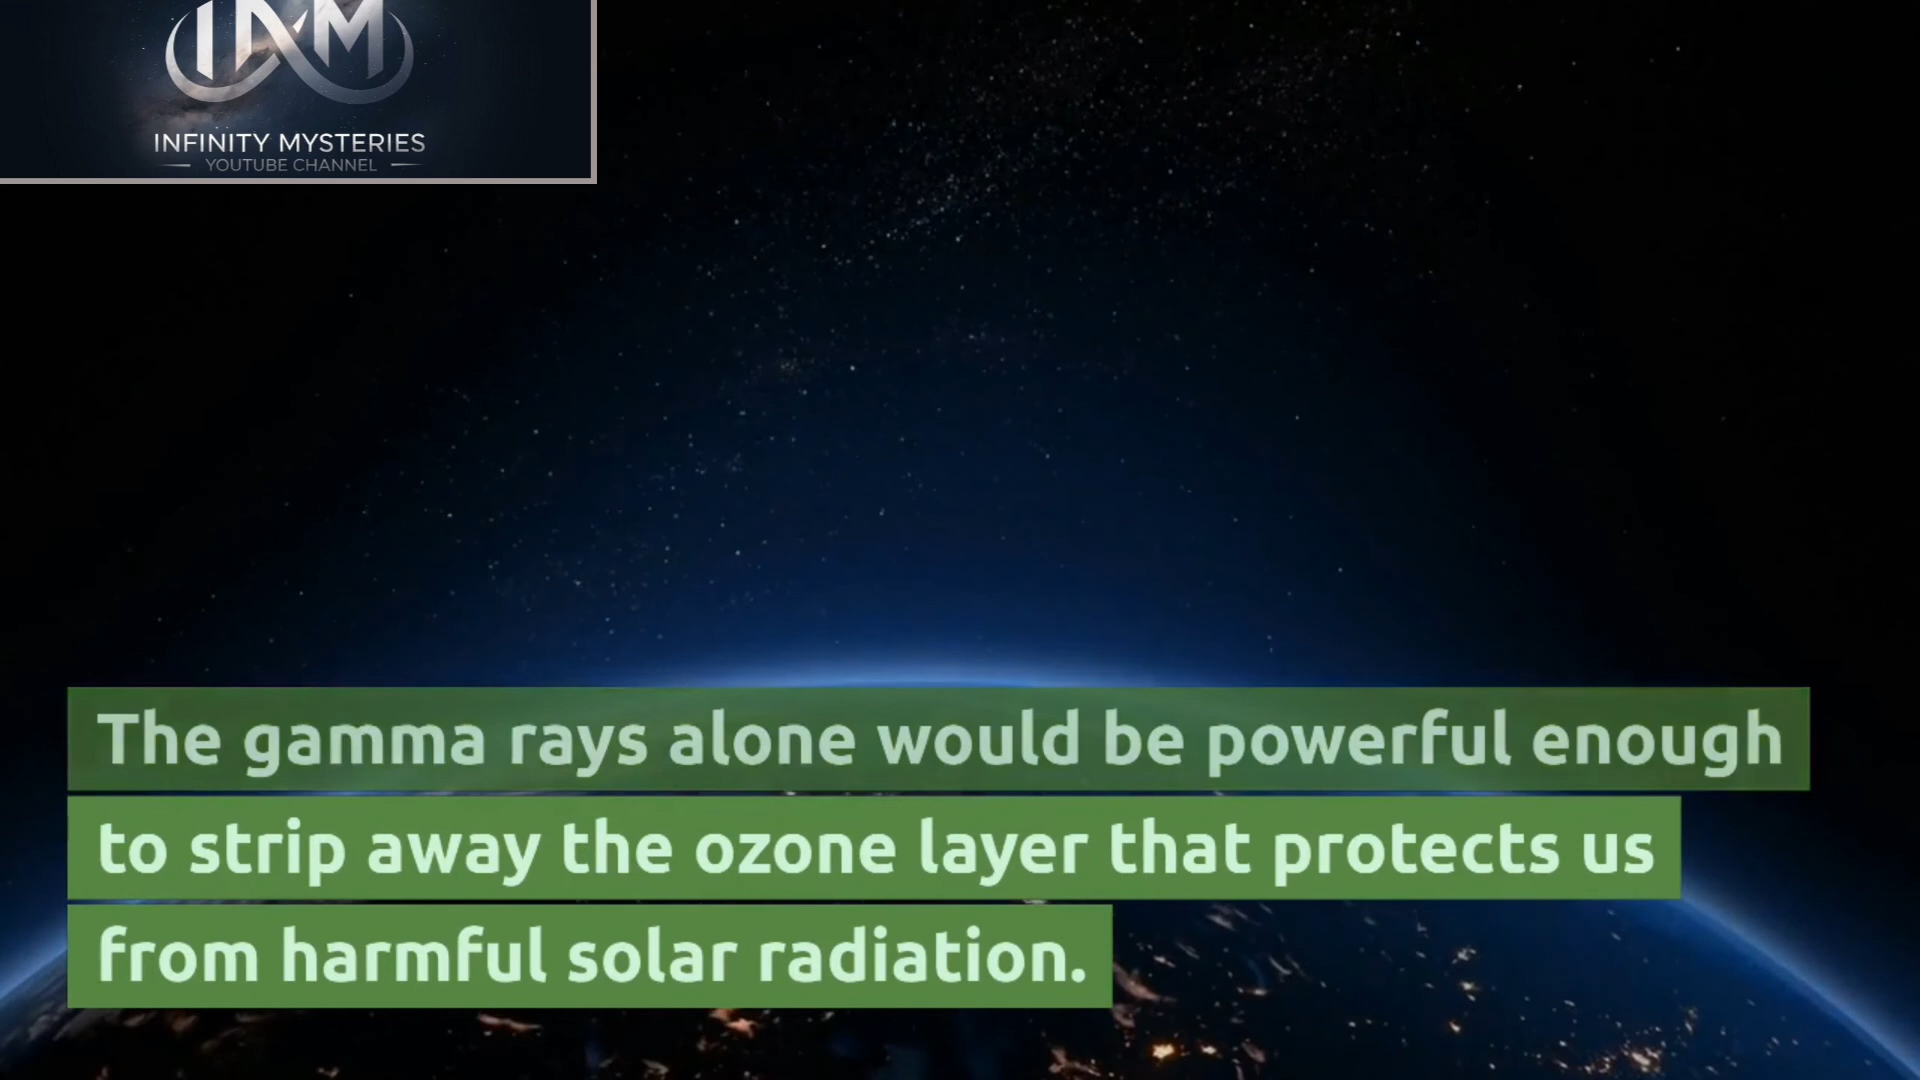 INFINITY MYSTERIES
YOUTUBE CHANNEL
The gamma rays alone would be powerful enough
to strip away the ozone layer that protects us
from harmful solar radiation.